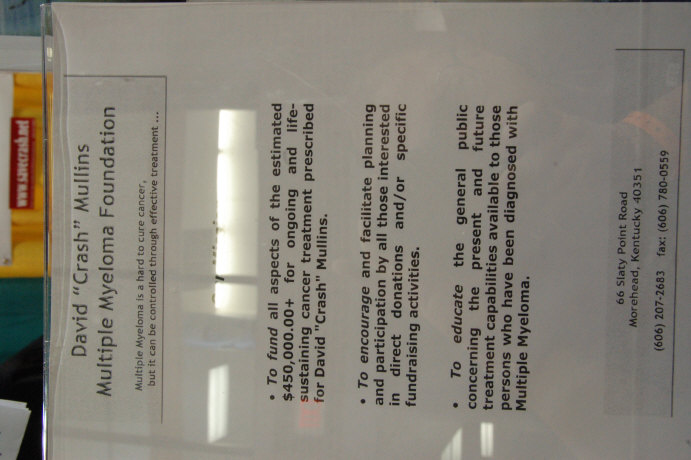 www.savecrash.net
David "Crash" Mullins
Multiple Myeloma Foundation
Multiple Myeloma is a hard to cure cancer,
but it can be controlled through effective treatment ...
• To fund all aspects of the estimated
$450,000.00+ for ongoing and life-
sustaining cancer treatment prescribed
for David "Crash" Mullins.
• To encourage and facilitate planning
and participation by all those interested
in direct donations and/or specific
fundraising activities.
• To educate the general public
concerning the present and future
treatment capabilities available to those
persons who have been diagnosed with
Multiple Myeloma.
66 Slaty Point Road
Morehead, Kentucky 40351
(606) 207-2683 fax: (606) 780-0559